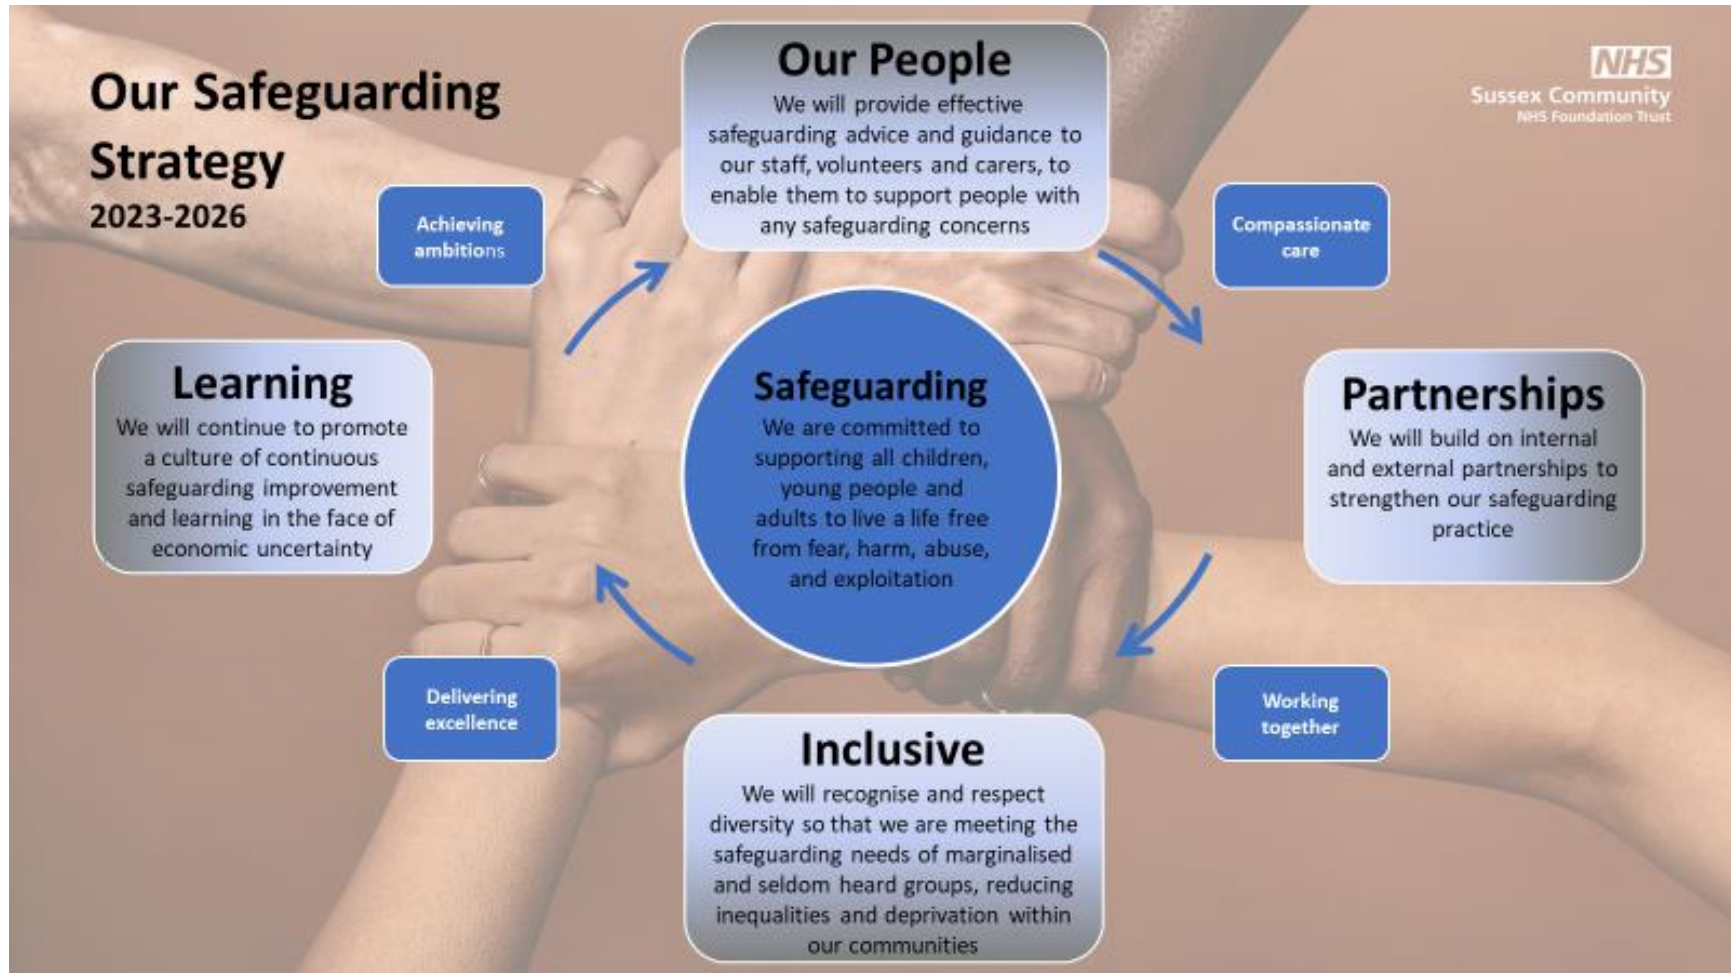 Our Safeguarding
Strategy
2023-2026
NHS
Sussex Community
NHS Foundation Trust
Our People
We will provide effective
safeguarding advice and guidance to
our staff, volunteers and carers, to
enable them to support people with
any safeguarding concerns
Achieving
ambitions
Compassionate
care
Learning
We will continue to promote
a culture of continuous
safeguarding improvement
and learning in the face of
economic uncertainty
Safeguarding
We are committed to
supporting all children,
young people and
adults to live a life free
from fear, harm, abuse,
and exploitation
Partnerships
We will build on internal
and external partnerships to
strengthen our safeguarding
practice
Delivering
excellence
Working
together
Inclusive
We will recognise and respect
diversity so that we are meeting the
safeguarding needs of marginalised
and seldom heard groups, reducing
inequalities and deprivation within
our communities